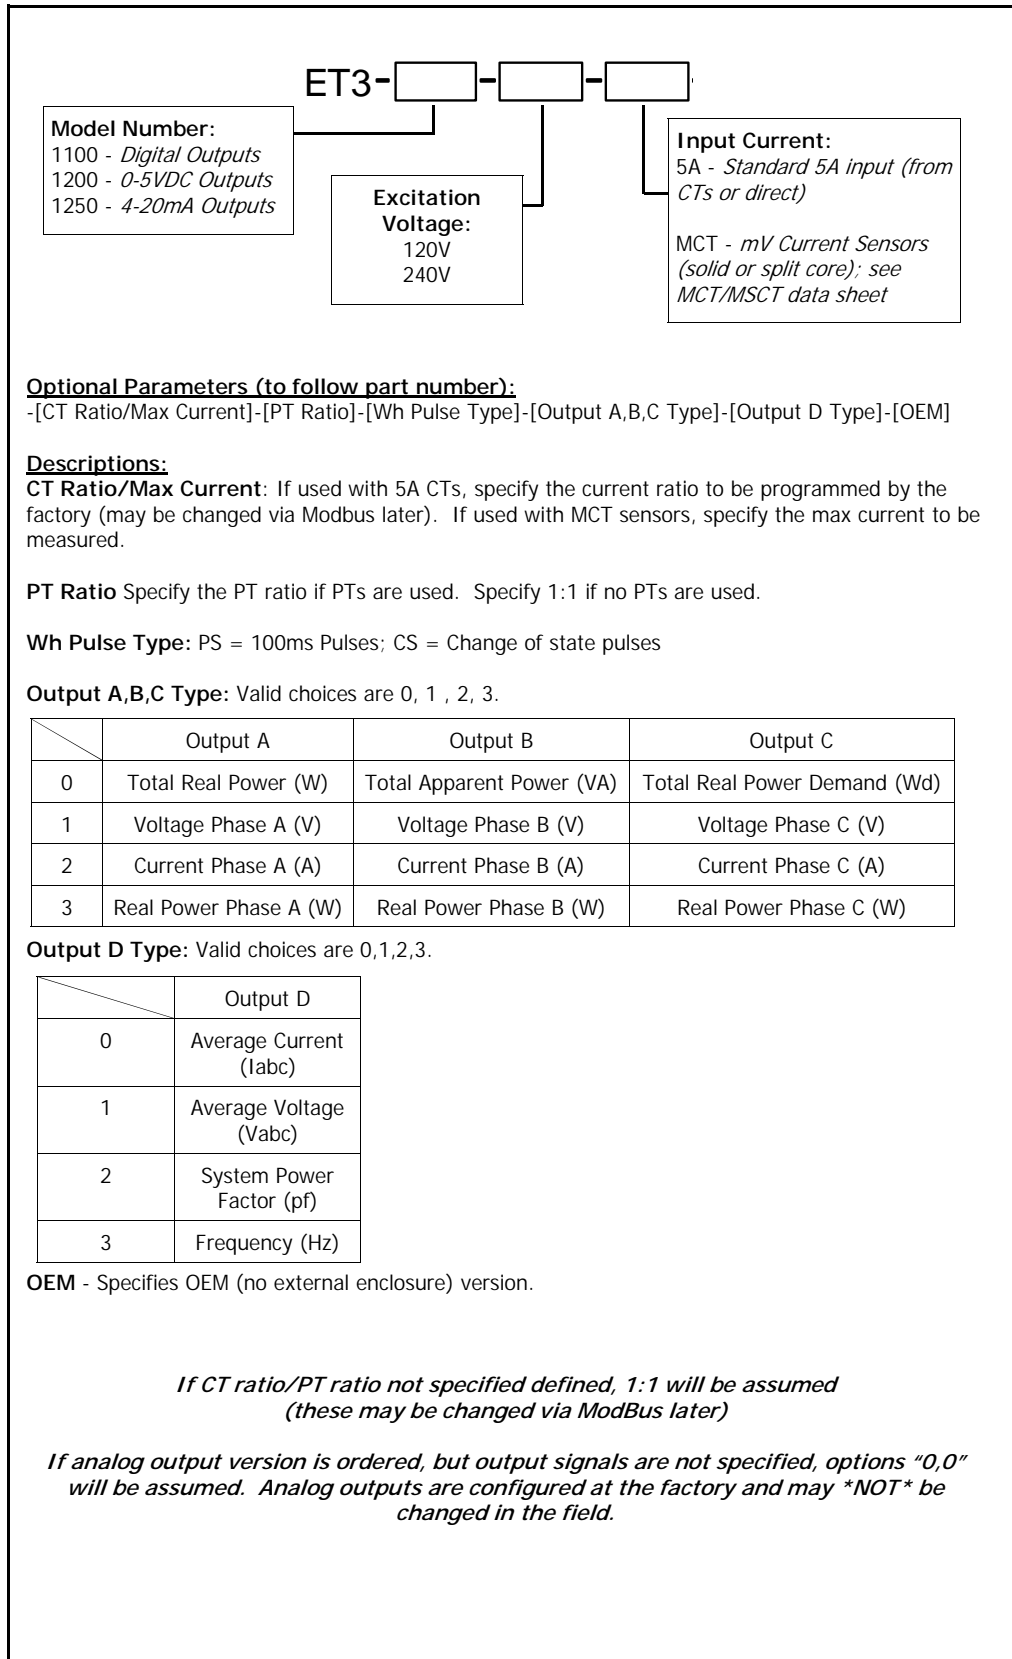 ET3-
Model Number:
1100 - Digital Outputs
1200 - 0-5VDC Outputs
1250 - 4-20mA Outputs
Excitation
Voltage:
120V
240V
Input Current:
5A - Standard 5A input (from
CTs or direct)
MCT - mV Current Sensors
(solid or split core); see
MCT/MSCT data sheet
Optional Parameters (to follow part number):
-[CT Ratio/Max Current]-[PT Ratio]-[Wh Pulse Type]-[Output A,B,C Type]-[Output D Type]-[OEM]
Descriptions:
CT Ratio/Max Current: If used with 5A CTs, specify the current ratio to be programmed by the
factory (may be changed via Modbus later). If used with MCT sensors, specify the max current to be
measured.
PT Ratio Specify the PT ratio if PTs are used. Specify 1:1 if no PTs are used.
Wh Pulse Type: PS = 100ms Pulses; CS = Change of state pulses
Output A,B,C Type: Valid choices are 0, 1 , 2, 3.
Output A Output B Output C
0 Total Real Power (W) Total Apparent Power (VA) Total Real Power Demand (Wd)
1 Voltage Phase A (V) Voltage Phase B (V) Voltage Phase C (V)
2 Current Phase A (A) Current Phase B (A) Current Phase C (A)
3 Real Power Phase A (W) Real Power Phase B (W) Real Power Phase C (W)
Output D Type: Valid choices are 0,1,2,3.
Output D
0 Average Current
(Iabc)
1 Average Voltage
(Vabc)
2 System Power
Factor (pf)
3 Frequency (Hz)
OEM - Specifies OEM (no external enclosure) version.
If CT ratio/PT ratio not specified defined, 1:1 will be assumed
(these may be changed via ModBus later)
If analog output version is ordered, but output signals are not specified, options “0,0”
will be assumed. Analog outputs are configured at the factory and may *NOT* be
changed in the field.